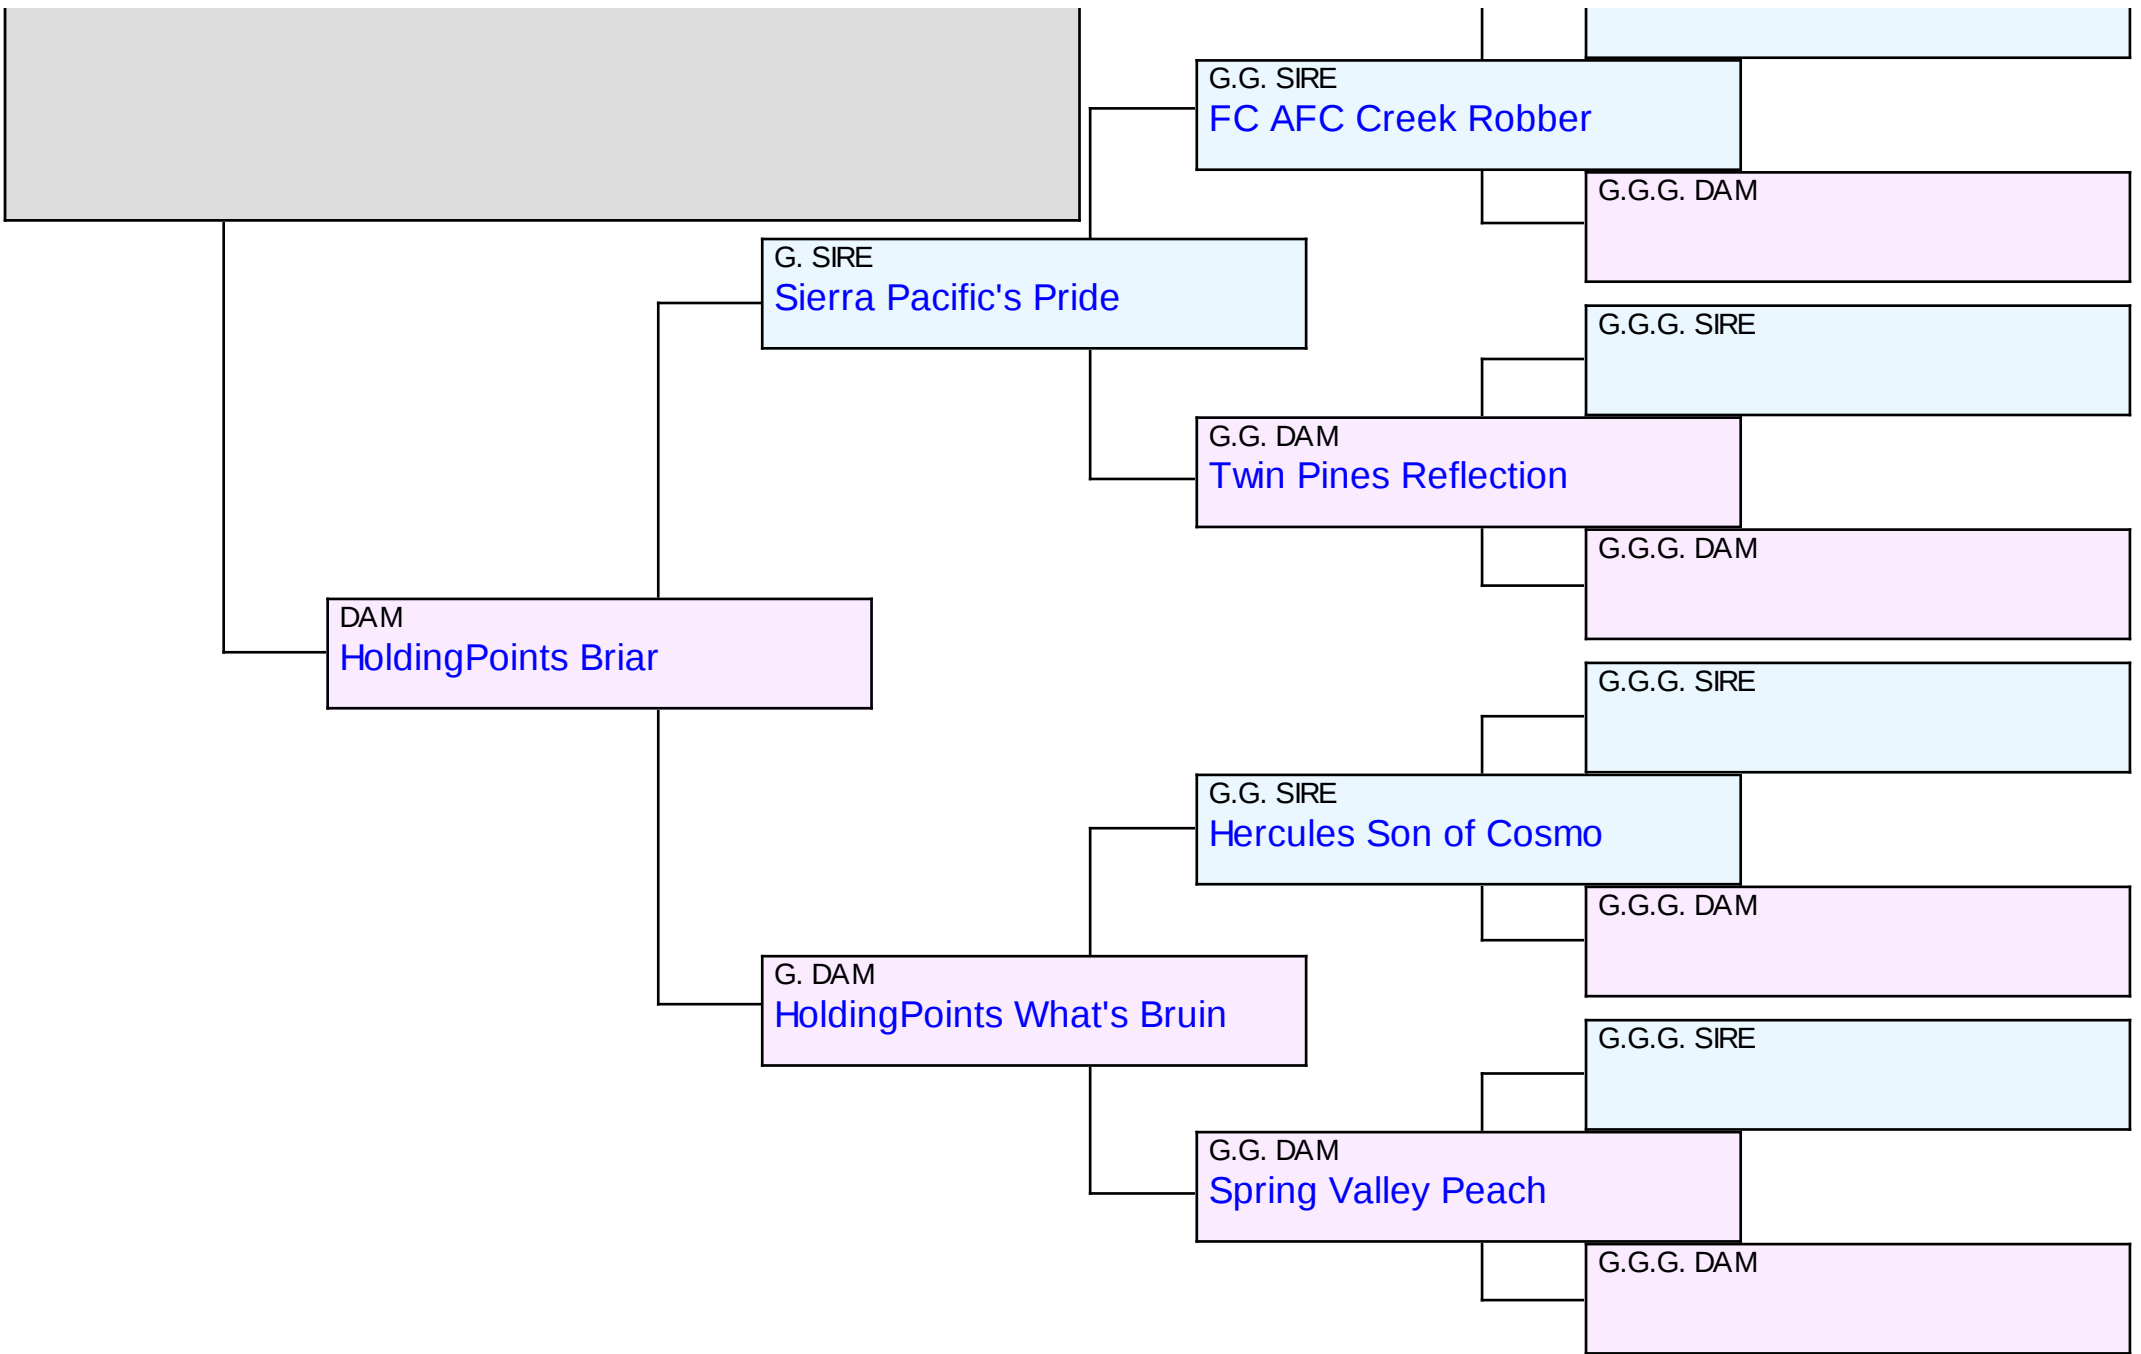 G.G. SIRE
FC AFC Creek Robber
G.G.G. DAM
G. SIRE
Sierra Pacific's Pride
G.G.G. SIRE
G.G. DAM
Twin Pines Reflection
G.G.G. DAM
DAM
HoldingPoints Briar
G.G.G. SIRE
G.G. SIRE
Hercules Son of Cosmo
G.G.G. DAM
G. DAM
HoldingPoints What's Bruin
G.G.G. SIRE
G.G. DAM
Spring Valley Peach
G.G.G. DAM